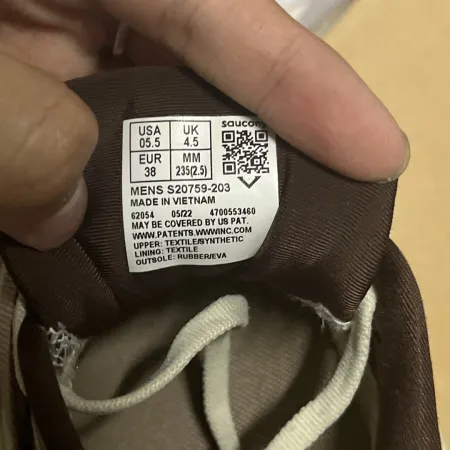 saucony
USA UK
05.5 4.5
EUR MM
38 235(2.5)
MENS S20759-203
MADE IN VIETNAM
62054 05/22 4700553460
MAY BE COVERED BY US PAT.
WWW.PATENTS.WWWINC.COM
UPPER: TEXTILE/SYNTHETIC
LINING: TEXTILE
OUTSOLE: RUBBER/EVA